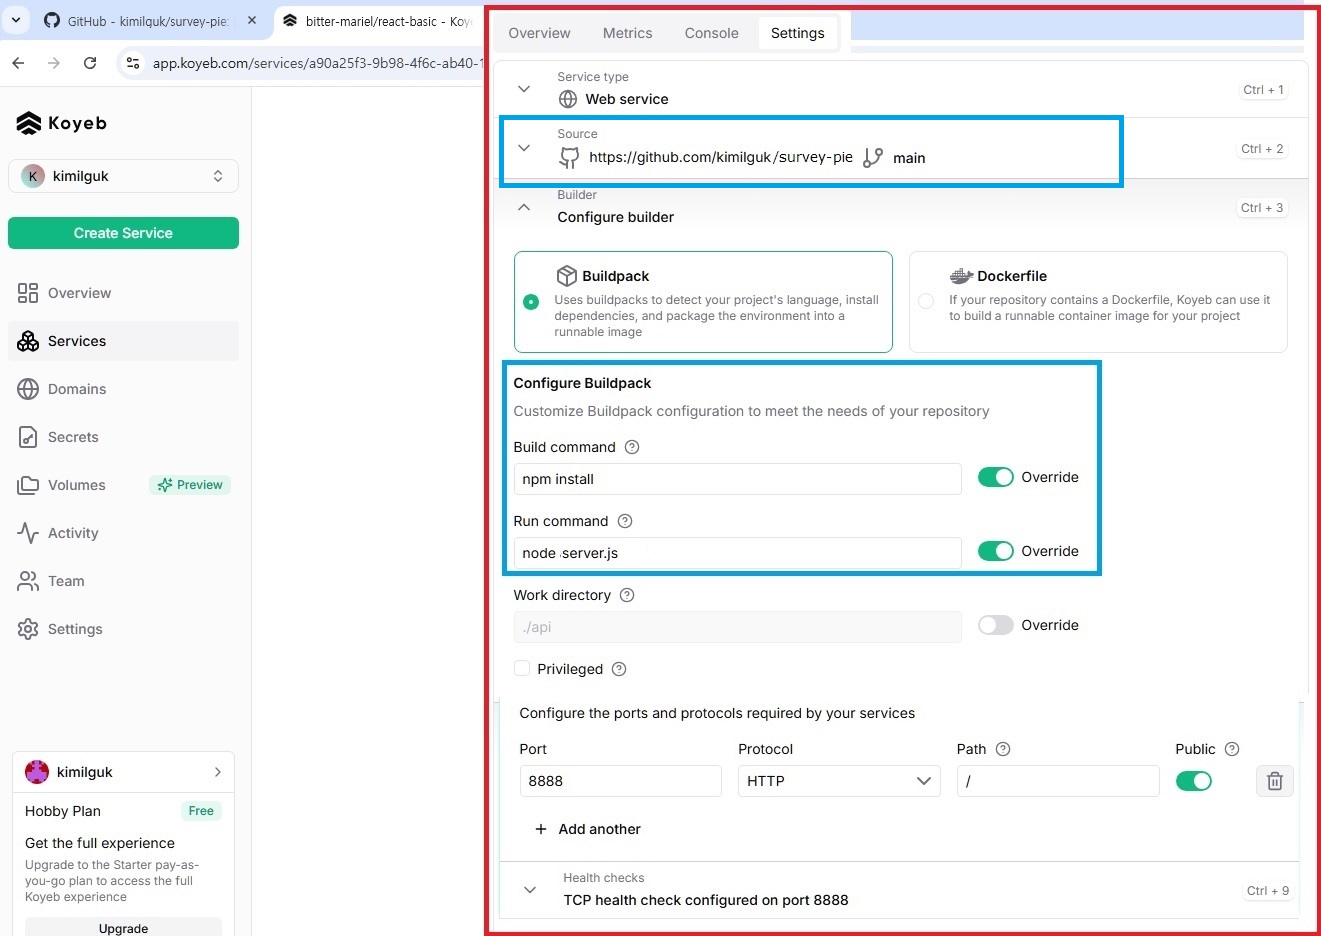 GitHub - kimilguk/survey-pie:
bitter-mariel/react-basic - Koye
app.koyeb.com/services/a90a25f3-9b98-4f6c-ab40-1
Koyeb
K kimilguk
Create Service
Overview
Services
Domains
Secrets
Volumes Preview
Activity
Team
Settings
kimilguk
Hobby Plan Free
Get the full experience
Upgrade to the Starter pay-as-
you-go plan to access the full
Koyeb experience
Upgrade
Overview Metrics Console Settings
Service type
Web service Ctrl + 1
Source
https://github.com/kimilguk/survey-pie main Ctrl + 2
Builder
Configure builder Ctrl + 3
Buildpack
Uses buildpacks to detect your project's language, install
dependencies, and package the environment into a
runnable image
Dockerfile
If your repository contains a Dockerfile, Koyeb can use it
to build a runnable container image for your project
Configure Buildpack
Customize Buildpack configuration to meet the needs of your repository
Build command
npm install Override
Run command
node server.js Override
Work directory
./api Override
Privileged
Configure the ports and protocols required by your services
Port Protocol Path Public
8888 HTTP /
+ Add another
Health checks
TCP health check configured on port 8888 Ctrl + 9